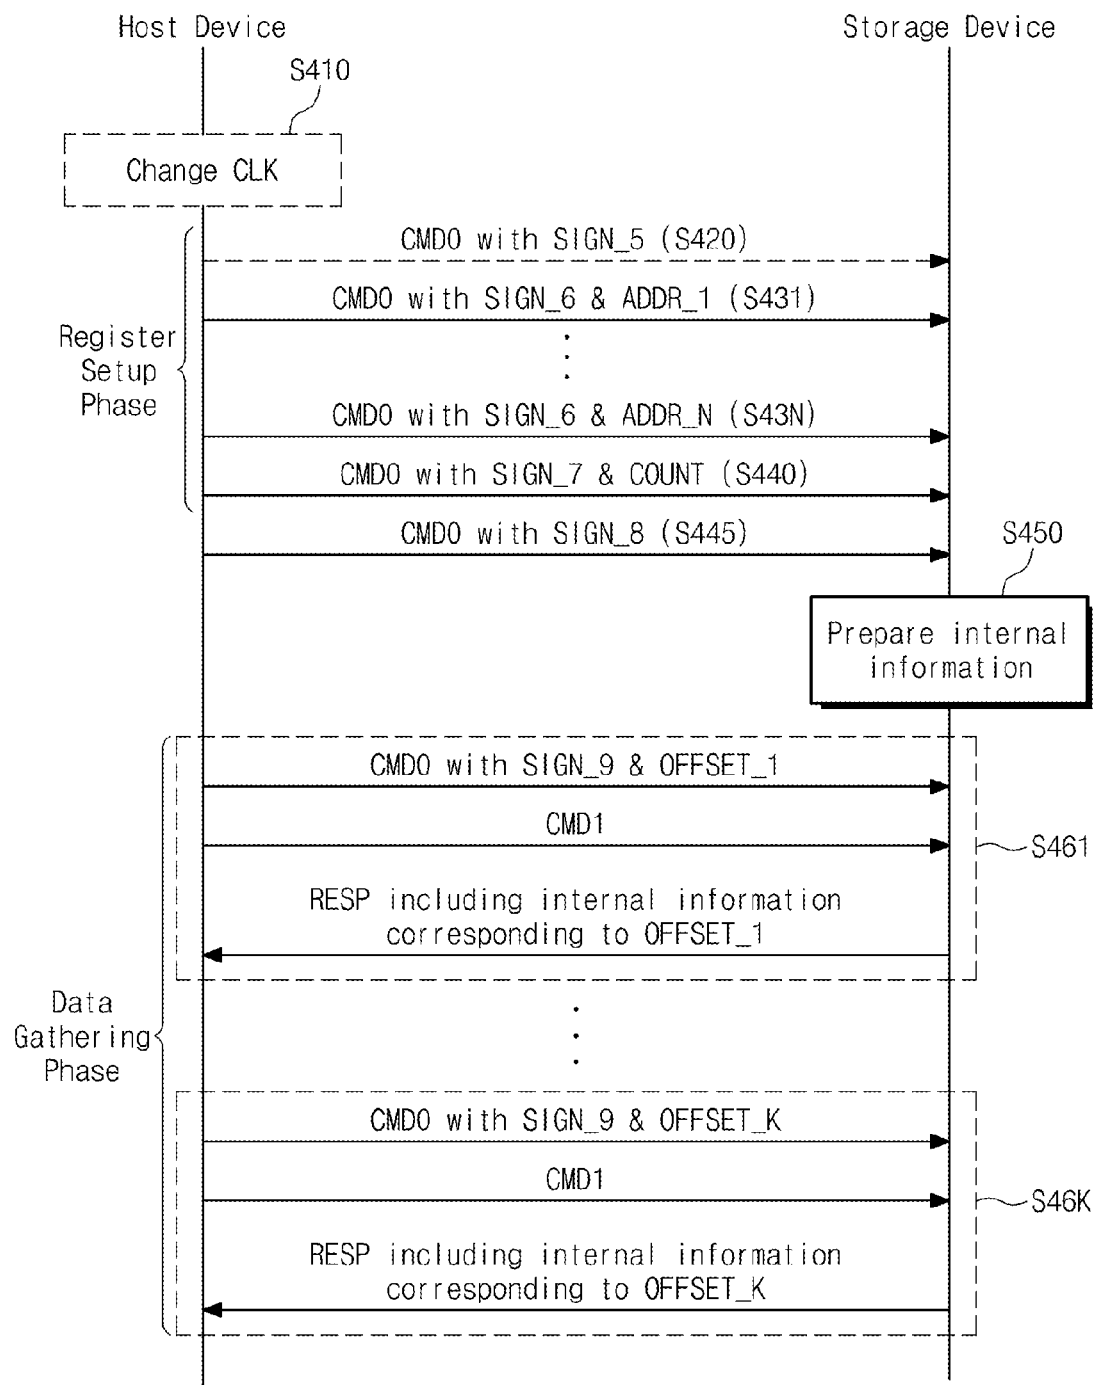 Host Device
Storage Device
S410
Change CLK
CMD0 with SIGN_5 (S420)
CMD0 with SIGN_6 & ADDR_1 (S431)
Register
Setup
Phase
CMD0 with SIGN_6 & ADDR_N (S43N)
CMD0 with SIGN_7 & COUNT (S440)
CMD0 with SIGN_8 (S445)
S450
Prepare internal
information
CMD0 with SIGN_9 & OFFSET_1
CMD1
S461
RESP including internal information
corresponding to OFFSET_1
Data
Gathering
Phase
CMD0 with SIGN_9 & OFFSET_K
CMD1
S46K
RESP including internal information
corresponding to OFFSET_K